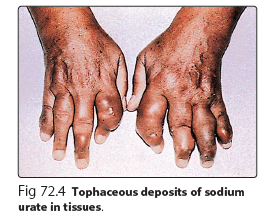 Fig 72.4 Tophaceous deposits of sodium
urate in tissues.